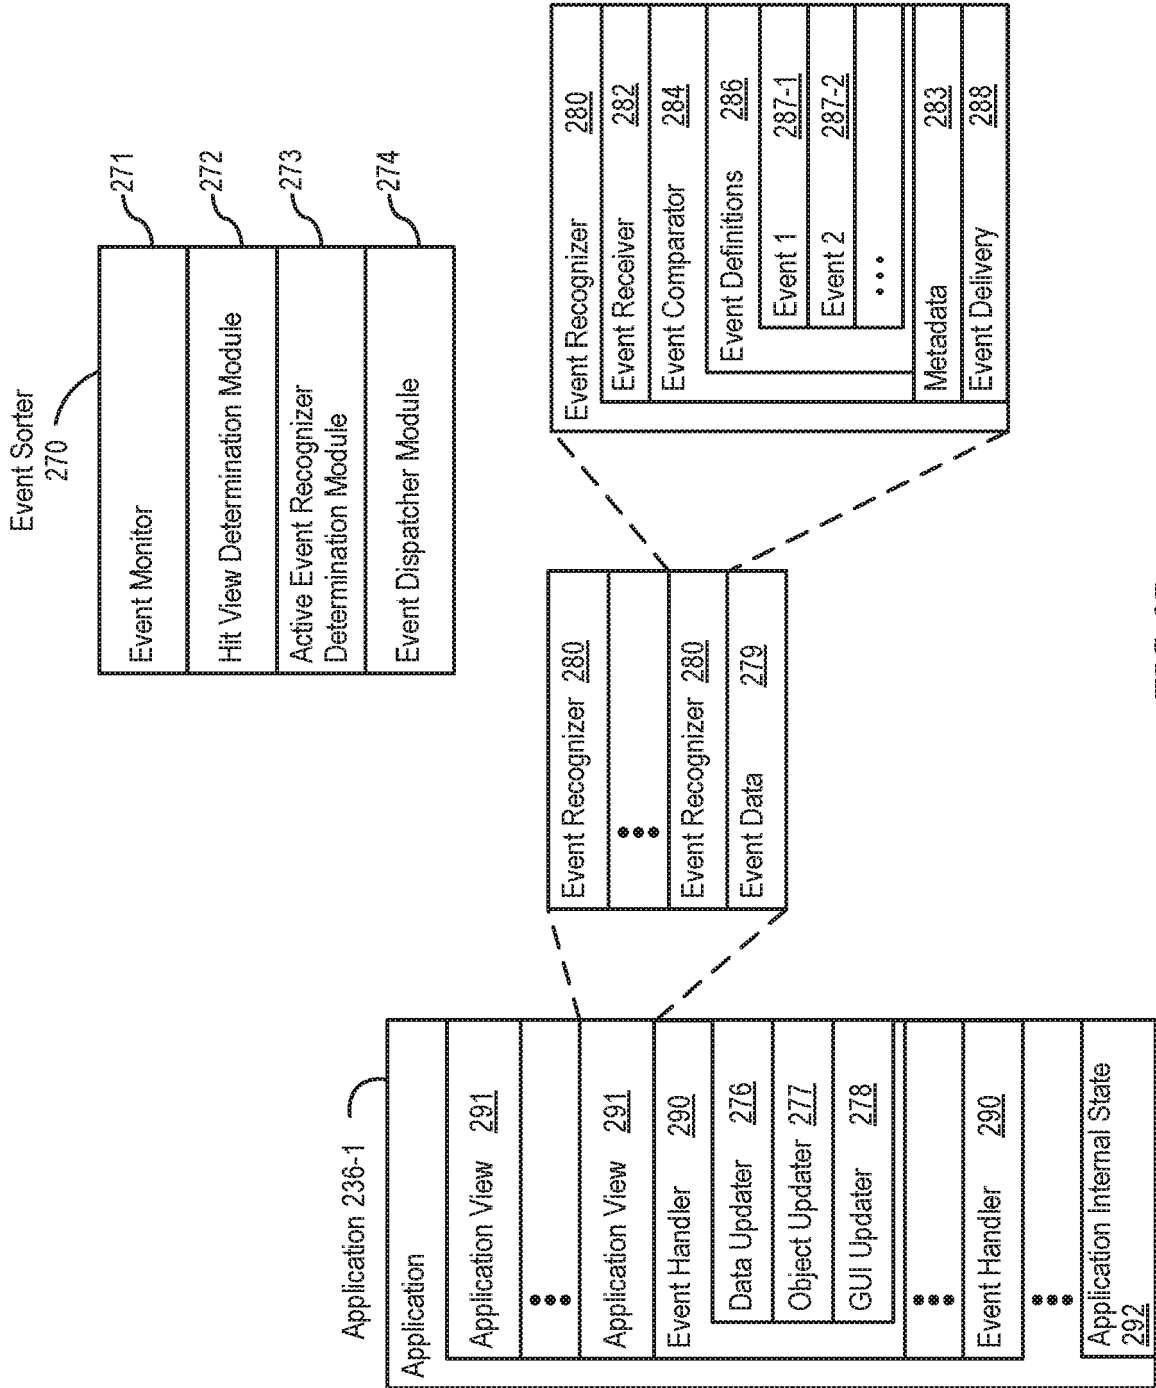 Event Sorter
270
Event Monitor
271
Hit View Determination Module
272
Active Event Recognizer
Determination Module
273
Event Dispatcher Module
274
Application 236-1
Application
Application View 291
•••
Application View 291
Event Handler 290
Data Updater 276
Object Updater 277
GUI Updater 278
•••
Event Handler 290
•••
Application Internal State
292
Event Recognizer 280
•••
Event Recognizer 280
Event Data 279
Event Recognizer 280
Event Receiver 282
Event Comparator 284
Event Definitions 286
Event 1 287-1
Event 2 287-2
•••
Metadata 283
Event Delivery 288